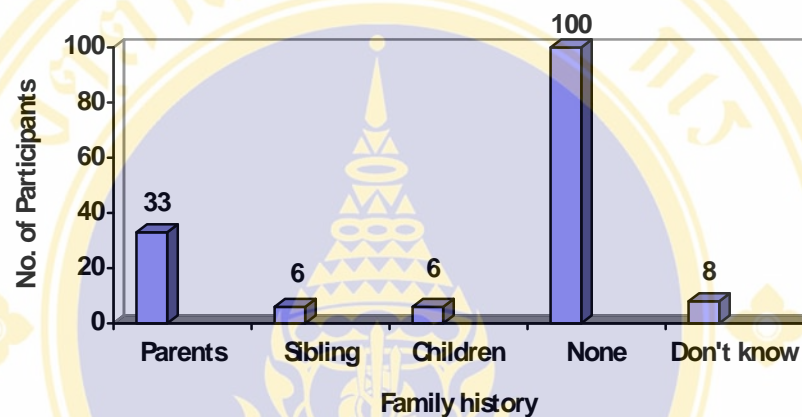 100
100
80
60
40
20
0
No. of Participants
33
6
6
8
Parents
Sibling
Children
None
Don't know
Family history